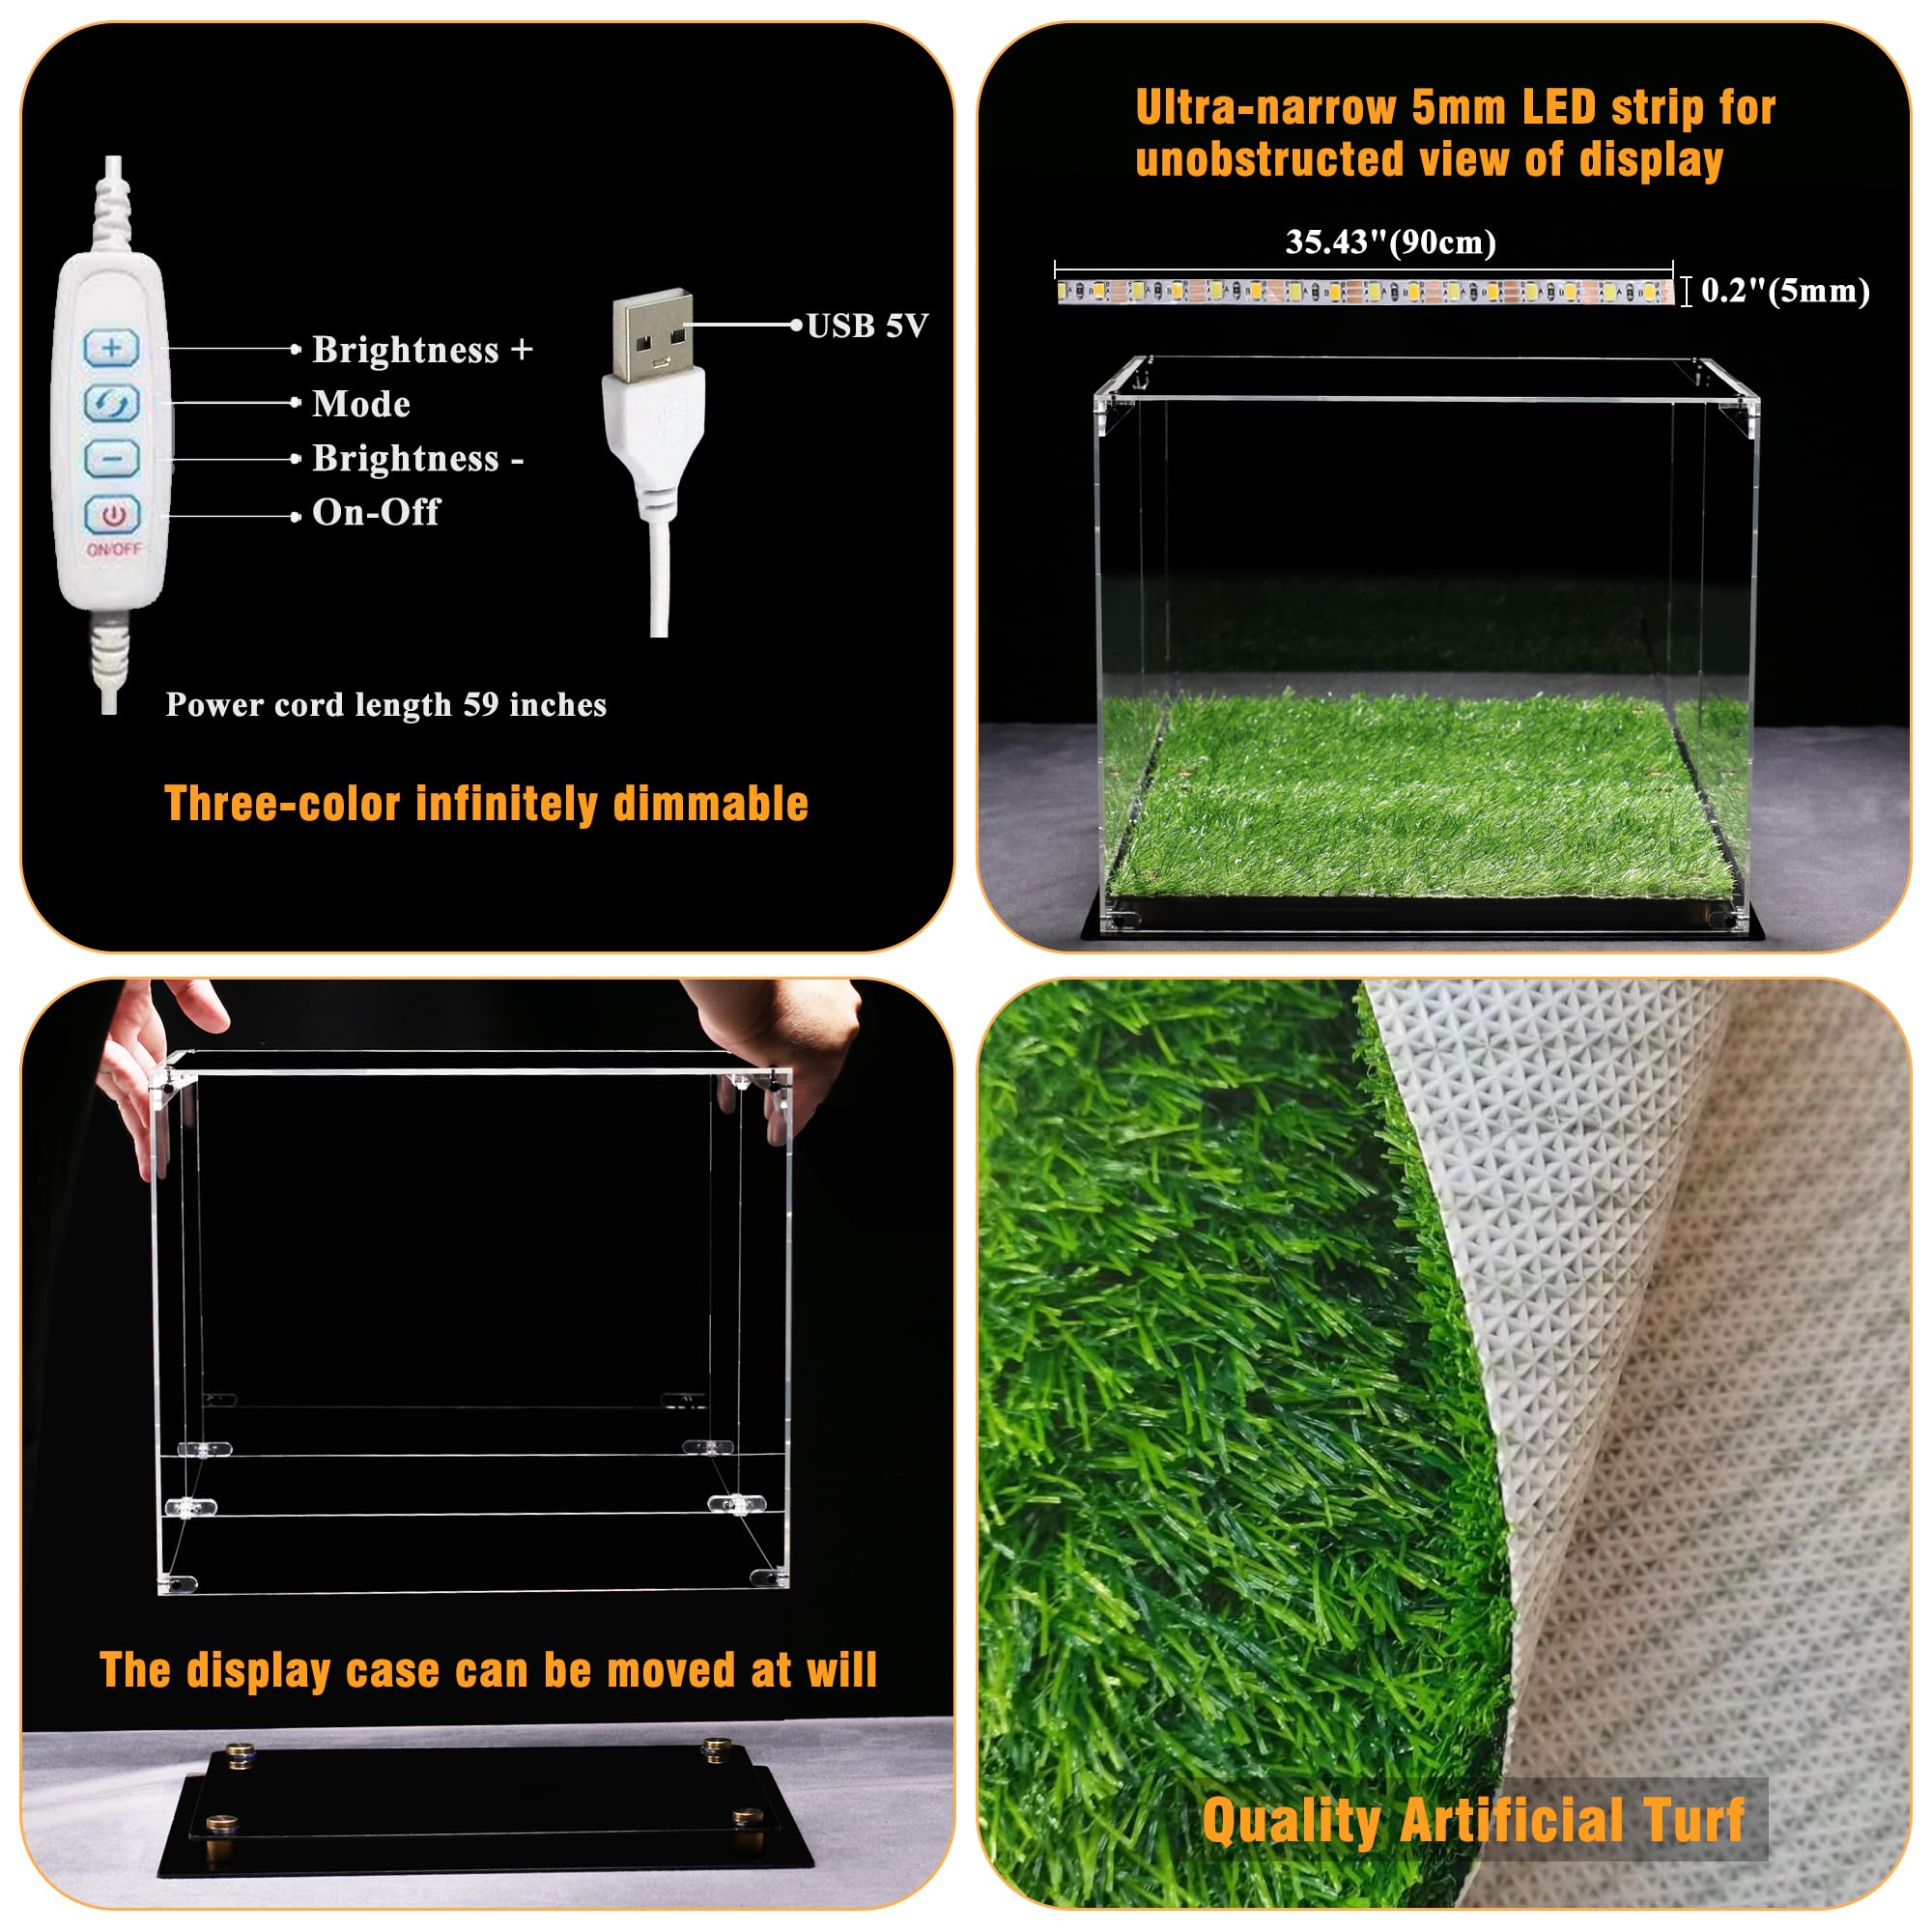 Brightness +
Mode
Brightness -
On-Off
ON/OFF
USB 5V
Power cord length 59 inches
Three-color infinitely dimmable
Ultra-narrow 5mm LED strip for
unobstructed view of display
35.43"(90cm)
0.2"(5mm)
The display case can be moved at will
Quality Artificial Turf